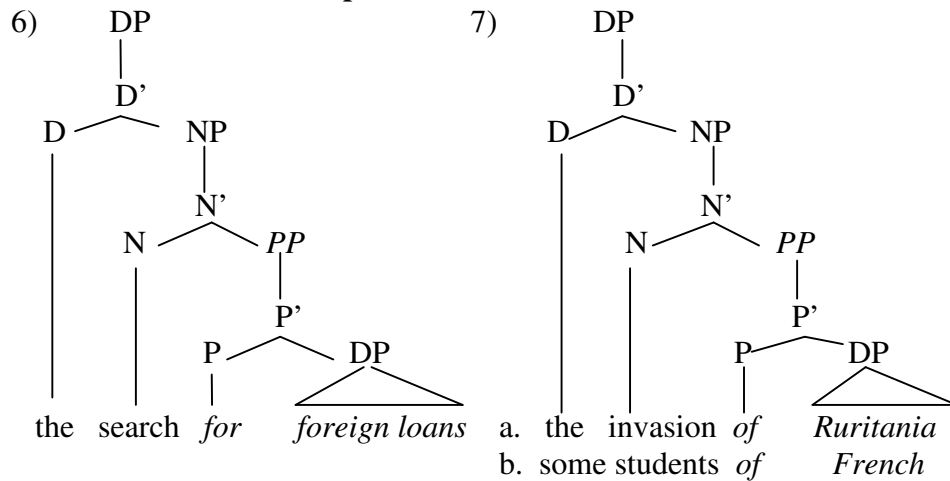 6) DP 7) DP
D’ D’
D NP D NP
N’ N’
N PP N PP
P’ P’
P DP P DP
the search for foreign loans a. the invasion of Ruritania
b. some students of French